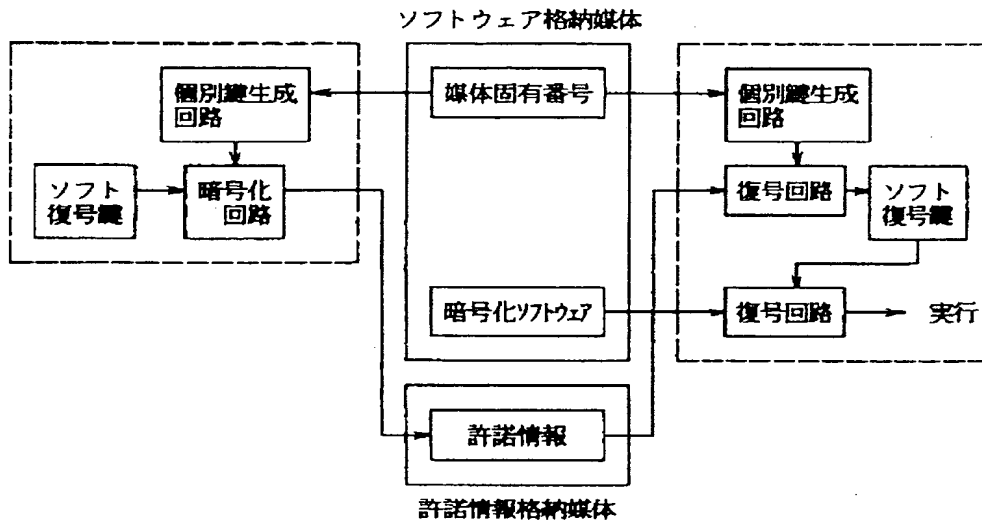 ソフトウェア格納媒体
個別鍵生成
回路
媒体固有番号
個別鍵生成
回路
ソフト
復号鍵
暗号化
回路
復号回路
ソフト
復号鍵
暗号化ソフトウェア
復号回路
実行
許諾情報
許諾情報格納媒体